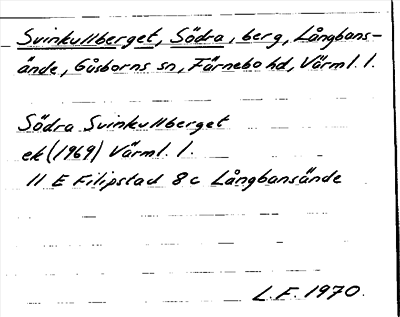 Svinkullberget, Södra, berg, Långbans-
ände, Gåsborns sn, Färnebo hd, Värml. l.
Södra Svinkullberget
ek (1969) Värml. l.
11 E Filipstad 8 c Långbansände
L.F. 1970.